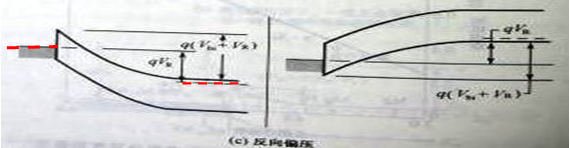 q(V_bi + V_R)
qV_R
qV_R
q(V_bi + V_R)
(c) 反向偏压